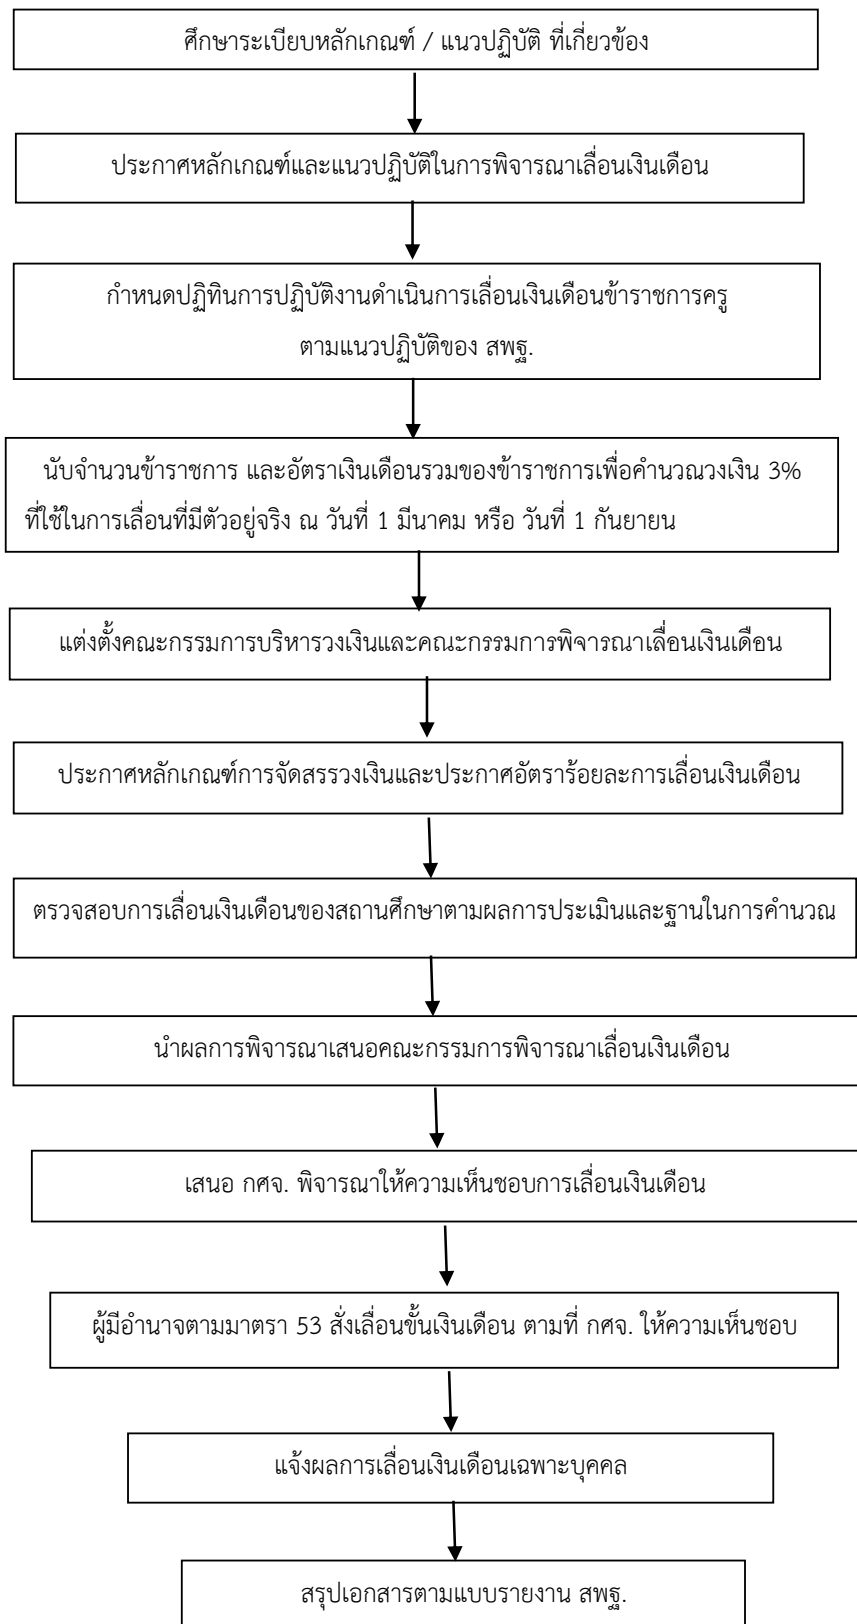 ศึกษาระเบียบหลักเกณฑ์ / แนวปฏิบัติ ที่เกี่ยวข้อง
ประกาศหลักเกณฑ์และแนวปฏิบัติในการพิจารณาเลื่อนเงินเดือน
กำหนดปฏิทินการปฏิบัติงานดำเนินการเลื่อนเงินเดือนข้าราชการครู
ตามแนวปฏิบัติของ สพฐ.
นับจำนวนข้าราชการ และอัตราเงินเดือนรวมของข้าราชการเพื่อคำนวณวงเงิน 3%
ที่ใช้ในการเลื่อนที่มีตัวอยู่จริง ณ วันที่ 1 มีนาคม หรือ วันที่ 1 กันยายน
แต่งตั้งคณะกรรมการบริหารวงเงินและคณะกรรมการพิจารณาเลื่อนเงินเดือน
ประกาศหลักเกณฑ์การจัดสรรวงเงินและประกาศอัตราร้อยละการเลื่อนเงินเดือน
ตรวจสอบการเลื่อนเงินเดือนของสถานศึกษาตามผลการประเมินและฐานในการคำนวณ
นำผลการพิจารณาเสนอคณะกรรมการพิจารณาเลื่อนเงินเดือน
เสนอ กศจ. พิจารณาให้ความเห็นชอบการเลื่อนเงินเดือน
ผู้มีอำนาจตามมาตรา 53 สั่งเลื่อนขั้นเงินเดือน ตามที่ กศจ. ให้ความเห็นชอบ
แจ้งผลการเลื่อนเงินเดือนเฉพาะบุคคล
สรุปเอกสารตามแบบรายงาน สพฐ.